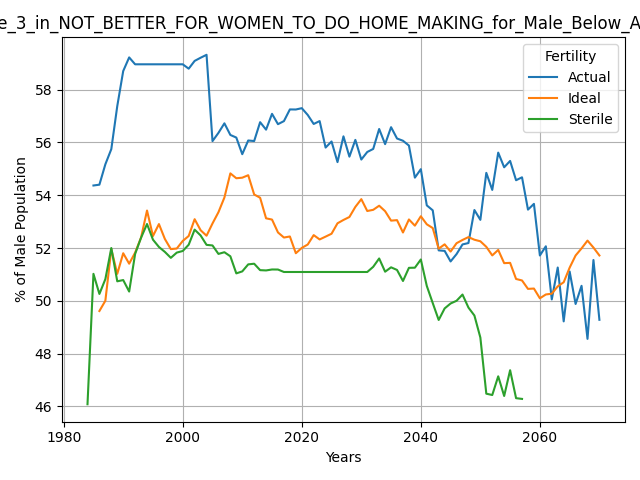 e_3_in_NOT_BETTER_FOR_WOMEN_TO_DO_HOME_MAKING_for_Male_Below_A
Fertility
Actual
Ideal
Sterile
% of Male Population
58
56
54
52
50
48
46
1980
2000
2020
2040
2060
Years